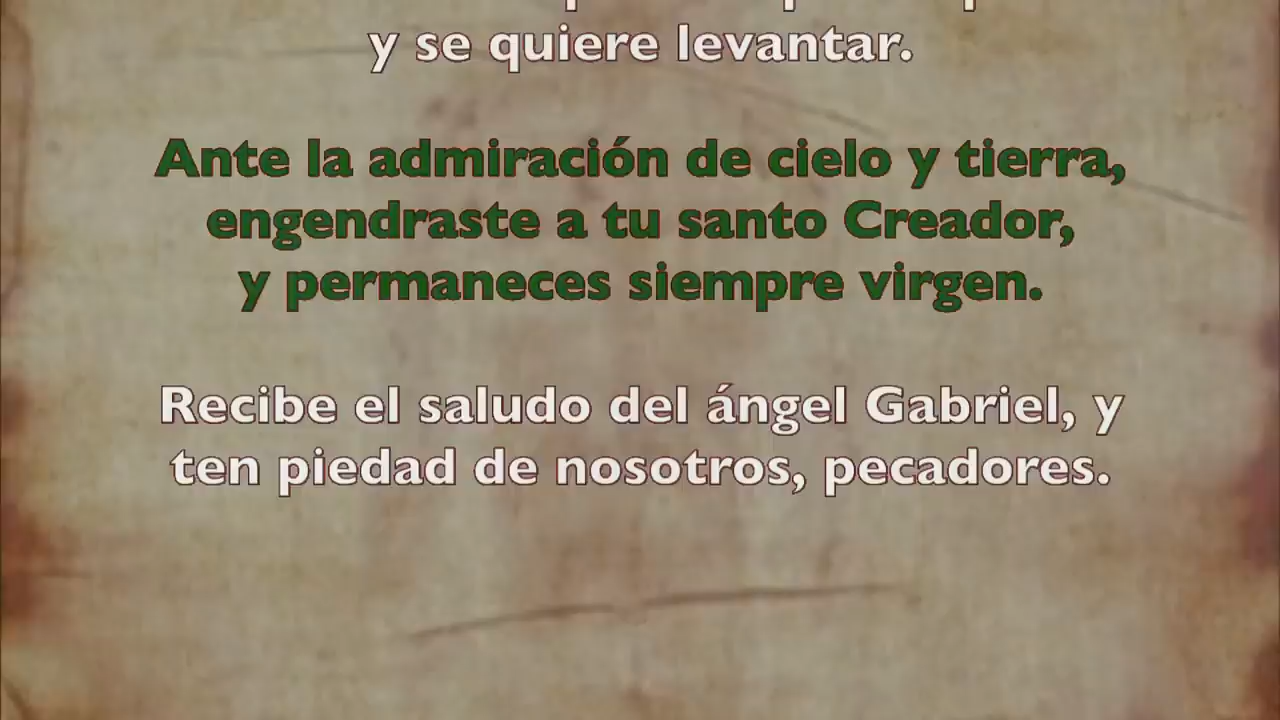 y se quiere levantar.
Ante la admiración de cielo y tierra,
engendraste a tu santo Creador,
y permaneces siempre virgen.
Recibe el saludo del ángel Gabriel, y
ten piedad de nosotros, pecadores.